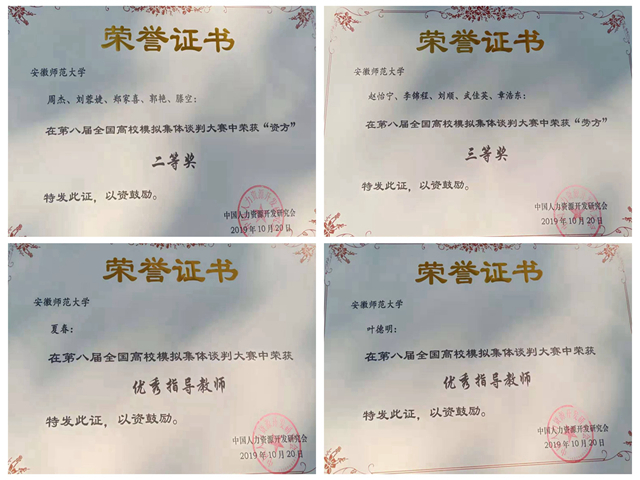 荣誉证书
安徽师范大学
周杰、刘蓉婕、郑家喜、郭艳、滕空：
在第八届全国高校模拟集体谈判大赛中荣获“资方”
二等奖
特发此证，以资鼓励。
中国人力资源开发研究会
2019年10月20日
荣誉证书
安徽师范大学
赵怡宁、李锦程、刘顺、武佳英、章浩东：
在第八届全国高校模拟集体谈判大赛中荣获“劳方”
三等奖
特发此证，以资鼓励。
中国人力资源开发研究会
2019年10月20日
荣誉证书
安徽师范大学
夏春：
在第八届全国高校模拟集体谈判大赛中荣获
优秀指导教师
特发此证，以资鼓励。
中国人力资源开发研究会
2019年10月20日
荣誉证书
安徽师范大学
叶德明：
在第八届全国高校模拟集体谈判大赛中荣获
优秀指导教师
特发此证，以资鼓励。
中国人力资源开发研究会
2019年10月20日